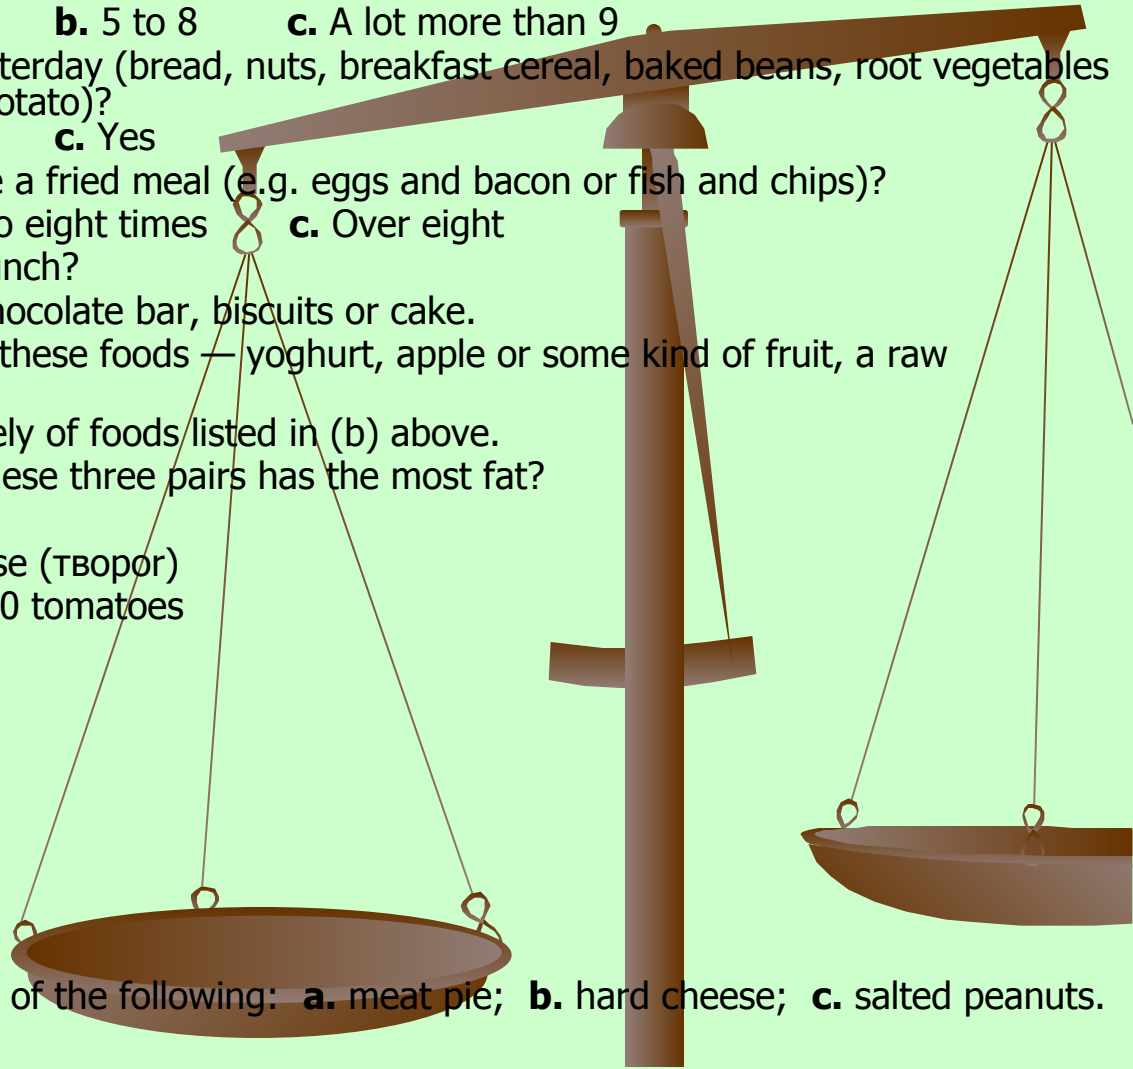 b. 5 to 8 c. A lot more than 9
terday (bread, nuts, breakfast cereal, baked beans, root vegetables
otato)?
c. Yes
e a fried meal (e.g. eggs and bacon or fish and chips)?
o eight times c. Over eight
nch?
hocolate bar, biscuits or cake.
these foods — yoghurt, apple or some kind of fruit, a raw
ely of foods listed in (b) above.
ese three pairs has the most fat?
se (творог)
0 tomatoes
of the following: a. meat pie; b. hard cheese; c. salted peanuts.